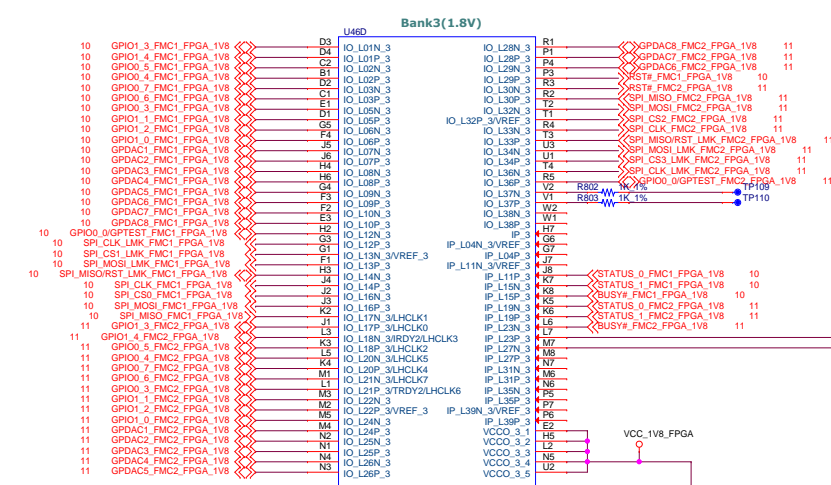 Bank3(1.8V)
U46D
10 GPIO1_3_FMC1_FPGA_1V8 D3 IO_L01N_3 IO_L28N_3 R1 GPDAC8_FMC2_FPGA_1V8 11
10 GPIO1_4_FMC1_FPGA_1V8 D4 IO_L01P_3 IO_L28P_3 P1 GPDAC7_FMC2_FPGA_1V8 11
10 GPIO0_5_FMC1_FPGA_1V8 C2 IO_L02N_3 IO_L29N_3 P4 GPDAC6_FMC2_FPGA_1V8 11
10 GPIO0_4_FMC1_FPGA_1V8 B1 IO_L02P_3 IO_L29P_3 P3 RST#_FMC1_FPGA_1V8 10
10 GPIO0_7_FMC1_FPGA_1V8 D2 IO_L03N_3 IO_L30N_3 R3 RST#_FMC2_FPGA_1V8 11
10 GPIO0_6_FMC1_FPGA_1V8 C1 IO_L03P_3 IO_L30P_3 R2 SPI_MISO_FMC2_FPGA_1V8 11
10 GPIO0_3_FMC1_FPGA_1V8 E1 IO_L05N_3 IO_L32N_3 T2 SPI_MOSI_FMC2_FPGA_1V8 11
10 GPIO1_1_FMC1_FPGA_1V8 D1 IO_L05P_3 IO_L32P_3/VREF_3 T1 SPI_CS2_FMC2_FPGA_1V8 11
10 GPIO1_2_FMC1_FPGA_1V8 G5 IO_L06N_3 IO_L33N_3 R4 SPI_CLK_FMC2_FPGA_1V8 11
10 GPIO1_0_FMC1_FPGA_1V8 F4 IO_L06P_3 IO_L33P_3 T3 SPI_MISO/RST_LMK_FMC2_FPGA_1V8 11
10 GPDAC1_FMC1_FPGA_1V8 J5 IO_L07N_3 IO_L34N_3 U3 SPI_MOSI_LMK_FMC2_FPGA_1V8 11
10 GPDAC2_FMC1_FPGA_1V8 J6 IO_L07P_3 IO_L34P_3 U1 SPI_CS3_LMK_FMC2_FPGA_1V8 11
10 GPDAC3_FMC1_FPGA_1V8 H4 IO_L08N_3 IO_L36N_3 T4 SPI_CLK_LMK_FMC2_FPGA_1V8 11
10 GPDAC4_FMC1_FPGA_1V8 H6 IO_L08P_3 IO_L36P_3 R5 GPIO0_0/GPTEST_FMC2_FPGA_1V8 11
10 GPDAC5_FMC1_FPGA_1V8 G4 IO_L09N_3 IO_L37N_3 V2 R802 1K_1% TP109
10 GPDAC6_FMC1_FPGA_1V8 F3 IO_L09P_3 IO_L37P_3 V1 R803 1K_1% TP110
10 GPDAC7_FMC1_FPGA_1V8 F2 IO_L10N_3 IO_L38N_3 W2
10 GPDAC8_FMC1_FPGA_1V8 E3 IO_L10P_3 IO_L38P_3 W1
10 GPIO0_0/GPTEST_FMC1_FPGA_1V8 H2 IO_L12N_3 IP_3 H7
10 SPI_CLK_LMK_FMC1_FPGA_1V8 G3 IO_L12P_3 IP_L04N_3/VREF_3 G6
10 SPI_CS1_LMK_FMC1_FPGA_1V8 G1 IO_L13N_3/VREF_3 IP_L04P_3 G7
10 SPI_MOSI_LMK_FMC1_FPGA_1V8 F1 IO_L13P_3 IP_L11N_3/VREF_3 J7
10 SPI_MISO/RST_LMK_FMC1_FPGA_1V8 H3 IO_L14N_3 IP_L11P_3 J8 STATUS_0_FMC1_FPGA_1V8 10
10 SPI_CLK_FMC1_FPGA_1V8 J4 IO_L14P_3 IP_L15N_3 K7 STATUS_1_FMC1_FPGA_1V8 10
10 SPI_CS0_FMC1_FPGA_1V8 J2 IO_L16N_3 IP_L15P_3 K8 BUSY#_FMC1_FPGA_1V8 10
10 SPI_MOSI_FMC1_FPGA_1V8 J3 IO_L16P_3 IP_L19N_3 K5 STATUS_0_FMC2_FPGA_1V8 11
10 SPI_MISO_FMC1_FPGA_1V8 K2 IO_L17N_3/LHCLK1 IP_L19P_3 K6 STATUS_1_FMC2_FPGA_1V8 11
11 GPIO1_3_FMC2_FPGA_1V8 J1 IO_L17P_3/LHCLK0 IP_L23N_3 L6 BUSY#_FMC2_FPGA_1V8 11
11 GPIO1_4_FMC2_FPGA_1V8 L3 IO_L18N_3/IRDY2/LHCLK3 IP_L23P_3 L7
11 GPIO0_5_FMC2_FPGA_1V8 K3 IO_L18P_3/LHCLK2 IP_L27N_3 M7
11 GPIO0_4_FMC2_FPGA_1V8 L5 IO_L20N_3/LHCLK5 IP_L27P_3 M8
11 GPIO0_7_FMC2_FPGA_1V8 K4 IO_L20P_3/LHCLK4 IP_L31N_3 N7
11 GPIO0_6_FMC2_FPGA_1V8 M1 IO_L21N_3/LHCLK7 IP_L31P_3 M6
11 GPIO0_3_FMC2_FPGA_1V8 L1 IO_L21P_3/TRDY2/LHCLK6 IP_L35N_3 N6
11 GPIO1_1_FMC2_FPGA_1V8 M3 IO_L22N_3 IP_L35P_3 P5
11 GPIO1_2_FMC2_FPGA_1V8 M2 IO_L22P_3/VREF_3 IP_L39N_3/VREF_3 P7
11 GPIO1_0_FMC2_FPGA_1V8 M5 IO_L24N_3 IP_L39P_3 P6
11 GPDAC1_FMC2_FPGA_1V8 M4 IO_L24P_3 VCCO_3_1 E2 VCC_1V8_FPGA
11 GPDAC2_FMC2_FPGA_1V8 N2 IO_L25N_3 VCCO_3_2 H5
11 GPDAC3_FMC2_FPGA_1V8 N1 IO_L25P_3 VCCO_3_3 L2
11 GPDAC4_FMC2_FPGA_1V8 N4 IO_L26N_3 VCCO_3_4 N5
11 GPDAC5_FMC2_FPGA_1V8 N3 IO_L26P_3 VCCO_3_5 U2